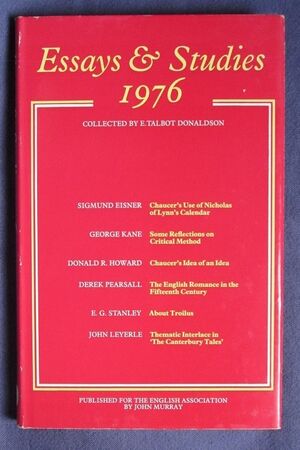 Essays & Studies
1976
COLLECTED BY E. TALBOT DONALDSON
SIGMUND EISNER Chaucer's Use of Nicholas
of Lynn's Calendar
GEORGE KANE Some Reflections on
Critical Method
DONALD R. HOWARD Chaucer's Idea of an Idea
DEREK PEARSALL The English Romance in the
Fifteenth Century
E. G. STANLEY About Troilus
JOHN LEYERLE Thematic Interlace in
'The Canterbury Tales'
PUBLISHED FOR THE ENGLISH ASSOCIATION
BY JOHN MURRAY